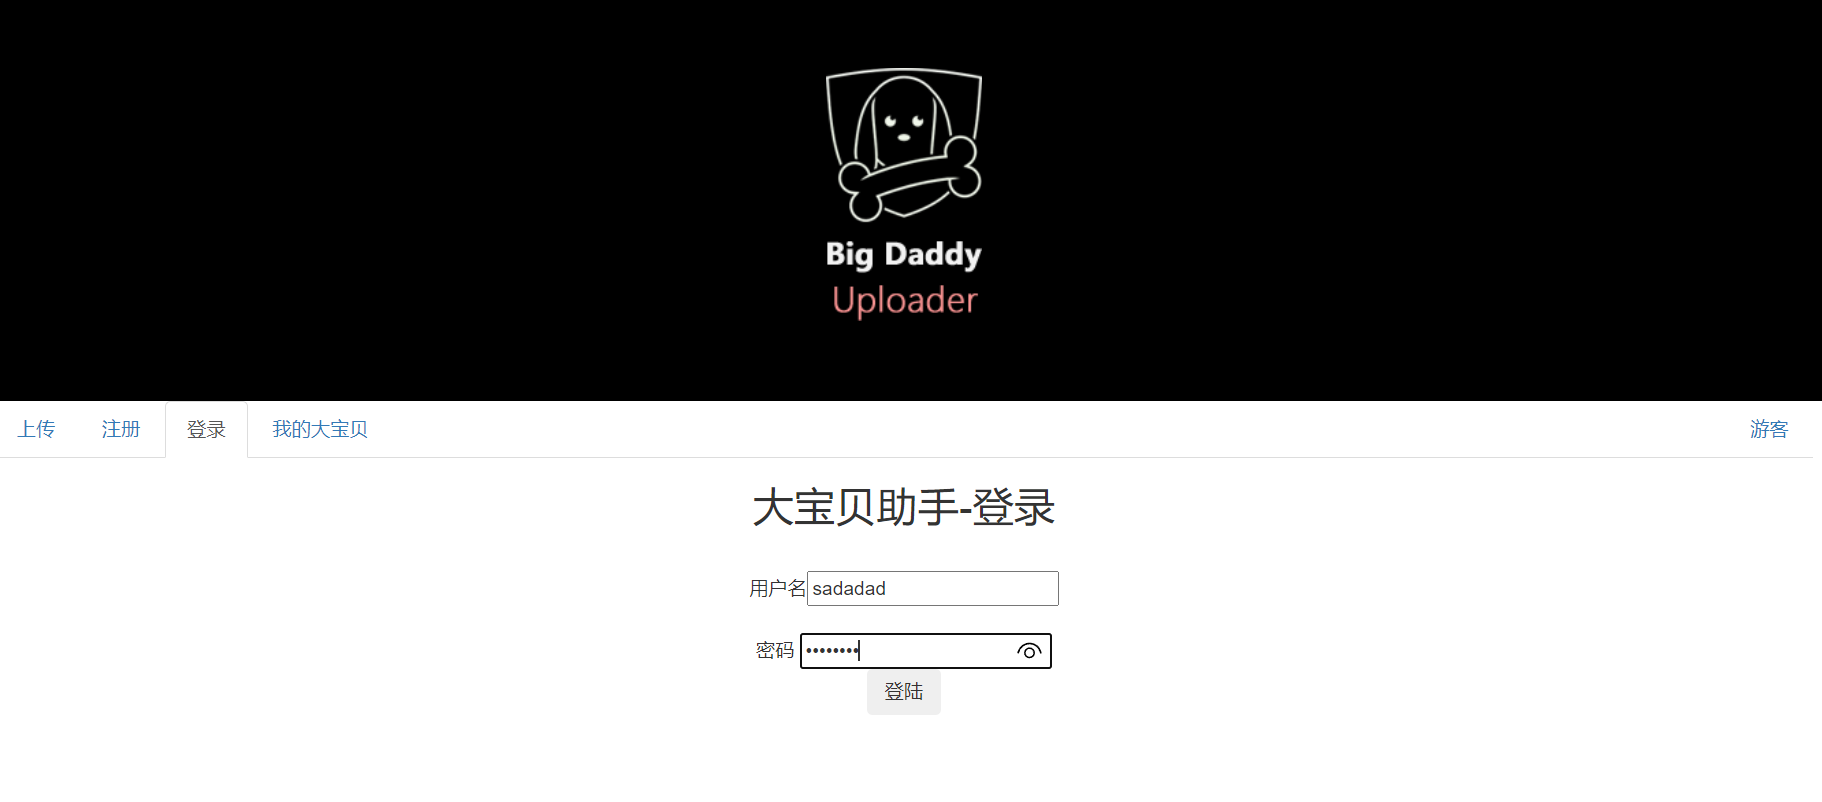 Big Daddy
Uploader
上传 注册 登录 我的大宝贝 游客
大宝贝助手-登录
用户名 sadadad
密码 ••••••••
登陆